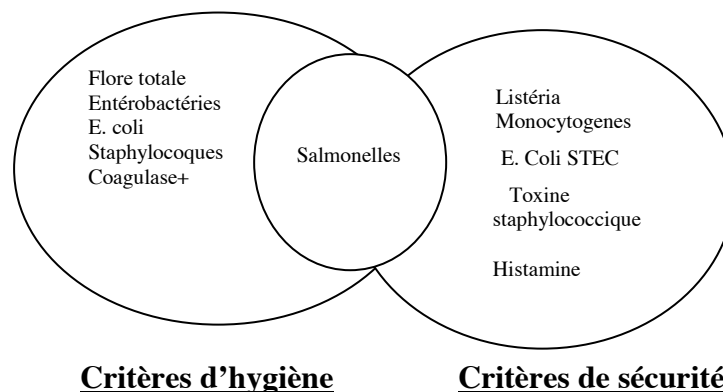 Flore totale
Entérobactéries
E. coli
Staphylocoques
Coagulase+
Salmonelles
Listéria
Monocytogenes
E. Coli STEC
Toxine
staphylococcique
Histamine
Critères d'hygiène
Critères de sécurité